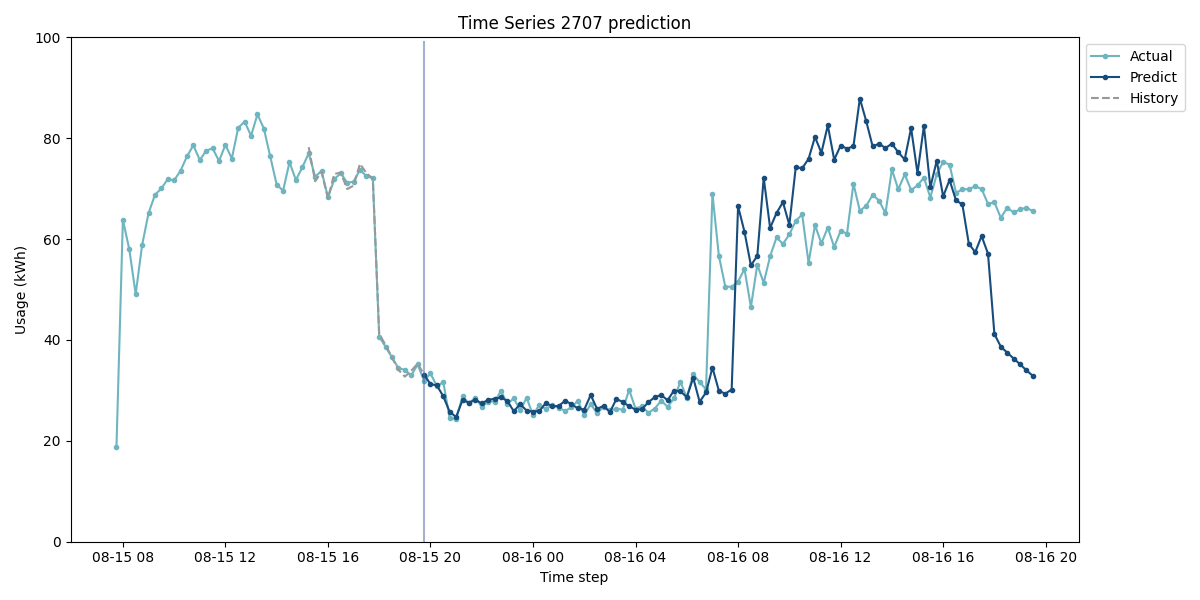 Time Series 2707 prediction
Usage (kWh)
100
80
60
40
20
0
08-15 08
08-15 12
08-15 16
08-15 20
08-16 00
08-16 04
08-16 08
08-16 12
08-16 16
08-16 20
Time step
Actual
Predict
History